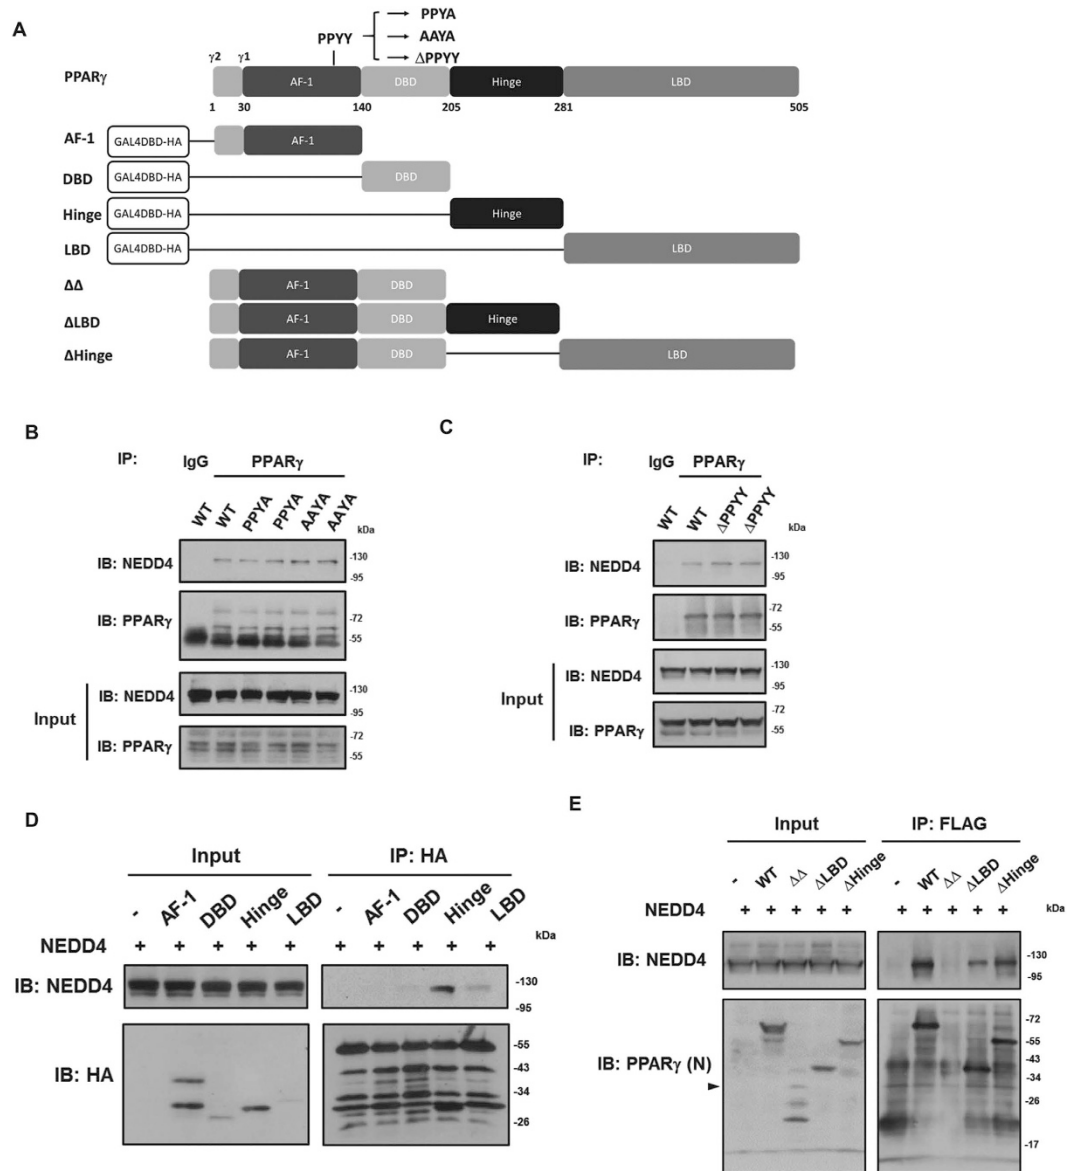 A
PPYY
PPYA
AAYA
ΔPPYY
γ2 γ1
PPARγ AF-1 DBD Hinge LBD
1 30 140 205 281 505
AF-1 GAL4DBD-HA AF-1
DBD GAL4DBD-HA DBD
Hinge GAL4DBD-HA Hinge
LBD GAL4DBD-HA LBD
ΔΔ AF-1 DBD
ΔLBD AF-1 DBD Hinge
ΔHinge AF-1 DBD LBD
B
IP: IgG PPARγ
WT WT PPYA PPYA AAYA AAYA
kDa
IB: NEDD4 -130
-95
IB: PPARγ -72
-55
Input
IB: NEDD4 -130
-95
IB: PPARγ -72
-55
C
IP: IgG PPARγ
WT WT ΔPPYY ΔPPYY
kDa
IB: NEDD4 -130
-95
IB: PPARγ -72
-55
Input
IB: NEDD4 -130
-95
IB: PPARγ -72
-55
D
Input IP: HA
- AF-1 DBD Hinge LBD - AF-1 DBD Hinge LBD
NEDD4 + + + + + + + + + +
kDa
IB: NEDD4 -130
-95
IB: HA -55
-43
-34
-26
E
Input IP: FLAG
- WT ΔΔ ΔLBD ΔHinge - WT ΔΔ ΔLBD ΔHinge
NEDD4 + + + + + + + + + + kDa
IB: NEDD4 -130
-95
IB: PPARγ (N) -72
-55
-43
-34
-26
-17